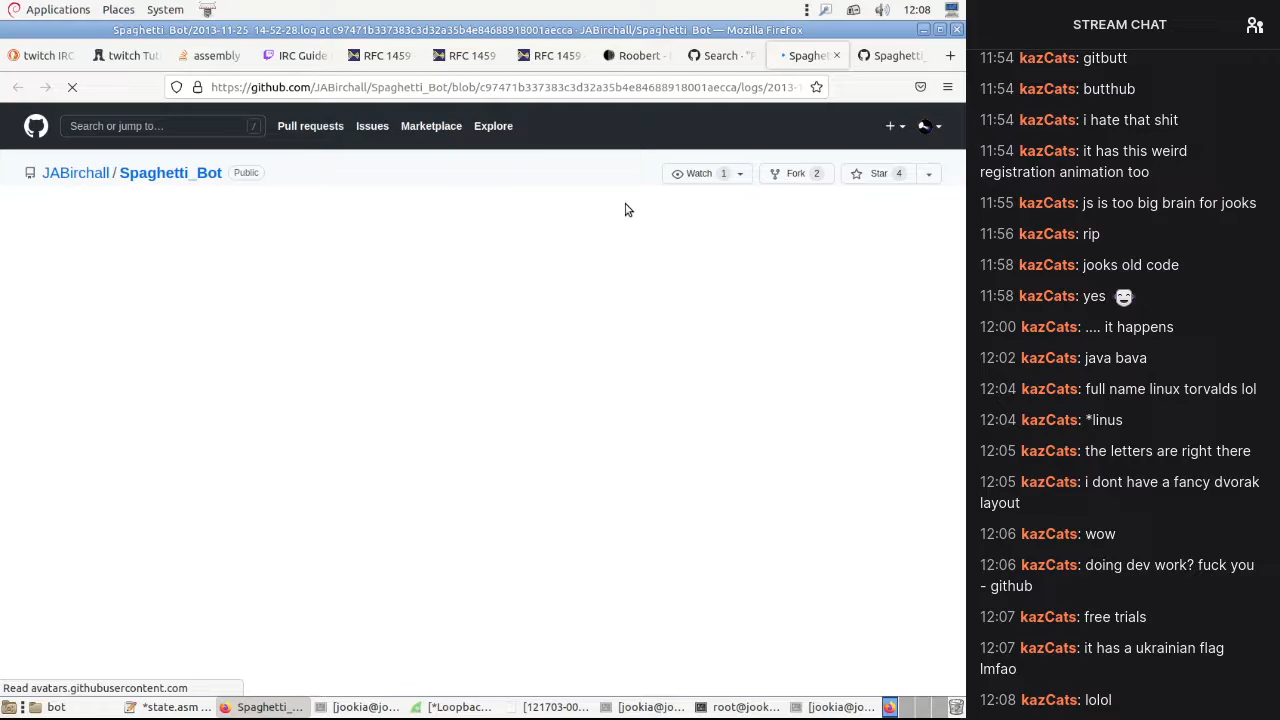 Applications Places System 12:08
Spaghetti_Bot/2013-11-25_14-52-28.log at c97471b337383c3d32a35b4e84688918001aecca · JABirchall/Spaghetti_Bot — Mozilla Firefox
twitch IRC Tutc assembly IRC Guide RFC 1459 RFC 1459 RFC 1459 Roobert - Search · "P Spaghet Spaghetti_
https://github.com/JABirchall/Spaghetti_Bot/blob/c97471b337383c3d32a35b4e84688918001aecca/logs/2013-1
Search or jump to… / Pull requests Issues Marketplace Explore
JABirchall / Spaghetti_Bot Public Watch 1 Fork 2 Star 4
Read avatars.githubusercontent.com
bot *state.asm ... Spaghetti_... [jookia@jo... [*Loopbac... [121703-00... [jookia@jo... root@jook... [jookia@jo...
STREAM CHAT
11:54 kazCats: gitbutt
11:54 kazCats: butthub
11:54 kazCats: i hate that shit
11:54 kazCats: it has this weird
registration animation too
11:55 kazCats: js is too big brain for jooks
11:56 kazCats: rip
11:58 kazCats: jooks old code
11:58 kazCats: yes
12:00 kazCats: .... it happens
12:02 kazCats: java bava
12:04 kazCats: full name linux torvalds lol
12:04 kazCats: *linus
12:05 kazCats: the letters are right there
12:05 kazCats: i dont have a fancy dvorak
layout
12:06 kazCats: wow
12:06 kazCats: doing dev work? fuck you
- github
12:07 kazCats: free trials
12:07 kazCats: it has a ukrainian flag
lmfao
12:08 kazCats: lolol